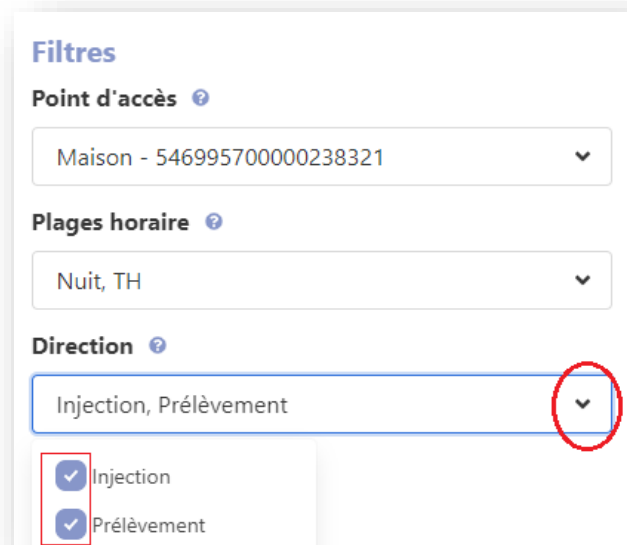 Filtres
Point d'accès ?
Maison - 546995700000238321
Plages horaire ?
Nuit, TH
Direction ?
Injection, Prélèvement
Injection
Prélèvement